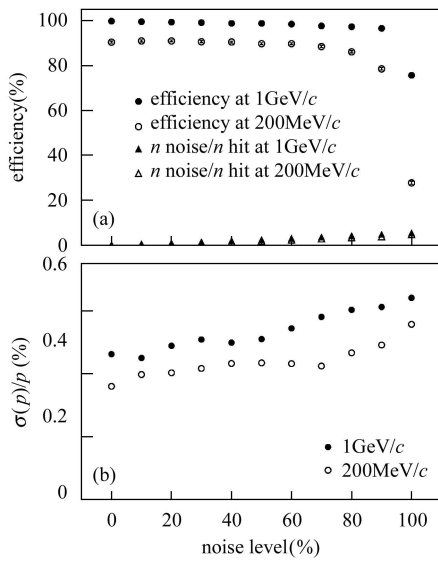 100
80
60
40
20
0
efficiency(%)
efficiency at 1GeV/c
efficiency at 200MeV/c
n noise/n hit at 1GeV/c
n noise/n hit at 200MeV/c
(a)
0.6
0.4
0.2
0
σ(p)/p (%)
1GeV/c
200MeV/c
(b)
0 20 40 60 80 100
noise level(%)